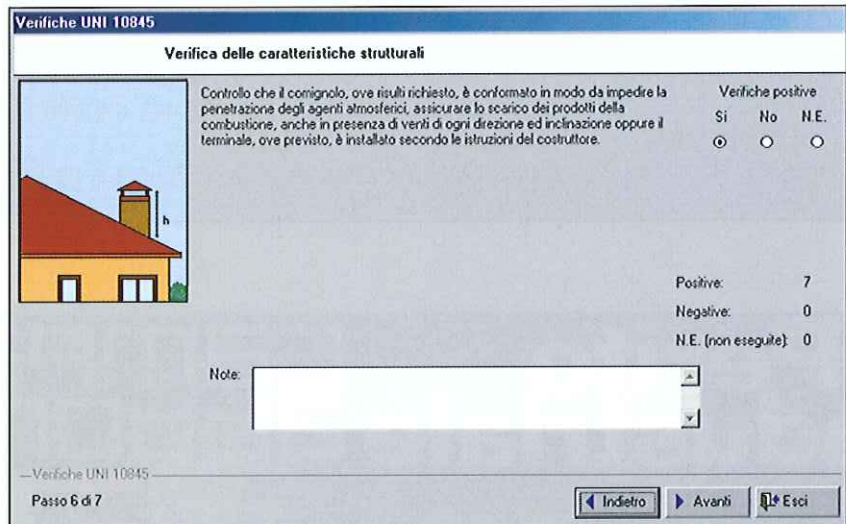 Verifiche UNI 10845
Verifica delle caratteristiche strutturali
Controllo che il comignolo, ove risulti richiesto, è conformato in modo da impedire la
penetrazione degli agenti atmosferici, assicurare lo scarico dei prodotti della
combustione, anche in presenza di venti di ogni direzione ed inclinazione oppure il
terminale, ove previsto, è installato secondo le istruzioni del costruttore.
Verifiche positive
Si No N.E.
h
Positive: 7
Negative: 0
N.E. (non eseguite): 0
Note:
Verifiche UNI 10845
Passo 6 di 7
Indietro Avanti Esci